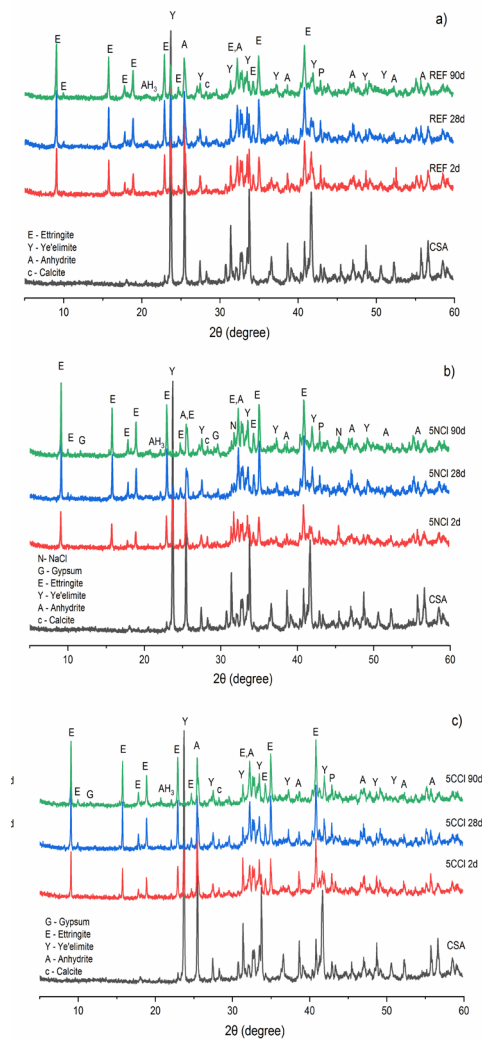 a)
Y
E E A E,A E E
E E E E AH3 E Y c Y E Y A Y P A Y A Y A
REF 90d
REF 28d
REF 2d
E - Ettringite
Y - Ye'elimite
A - Anhydrite
c - Calcite
CSA
10 20 30 40 50 60
2θ (degree)
b)
Y
E E E A,E E,A E E
E G E E AH3 E Y c G N Y E Y A Y P N A Y A A
5NCl 90d
5NCl 28d
5NCl 2d
N- NaCl
G - Gypsum
E - Ettringite
Y - Ye'elimite
A - Anhydrite
c - Calcite
CSA
10 20 30 40 50 60
2θ (degree)
c)
Y
E E E A E,A E E
E G E E AH3 E Y c Y Y E Y A Y P A Y Y A A
d
5CCl 90d
d
5CCl 28d
5CCl 2d
G - Gypsum
E - Ettringite
Y - Ye'elimite
A - Anhydrite
c - Calcite
CSA
10 20 30 40 50 60
2θ (degree)